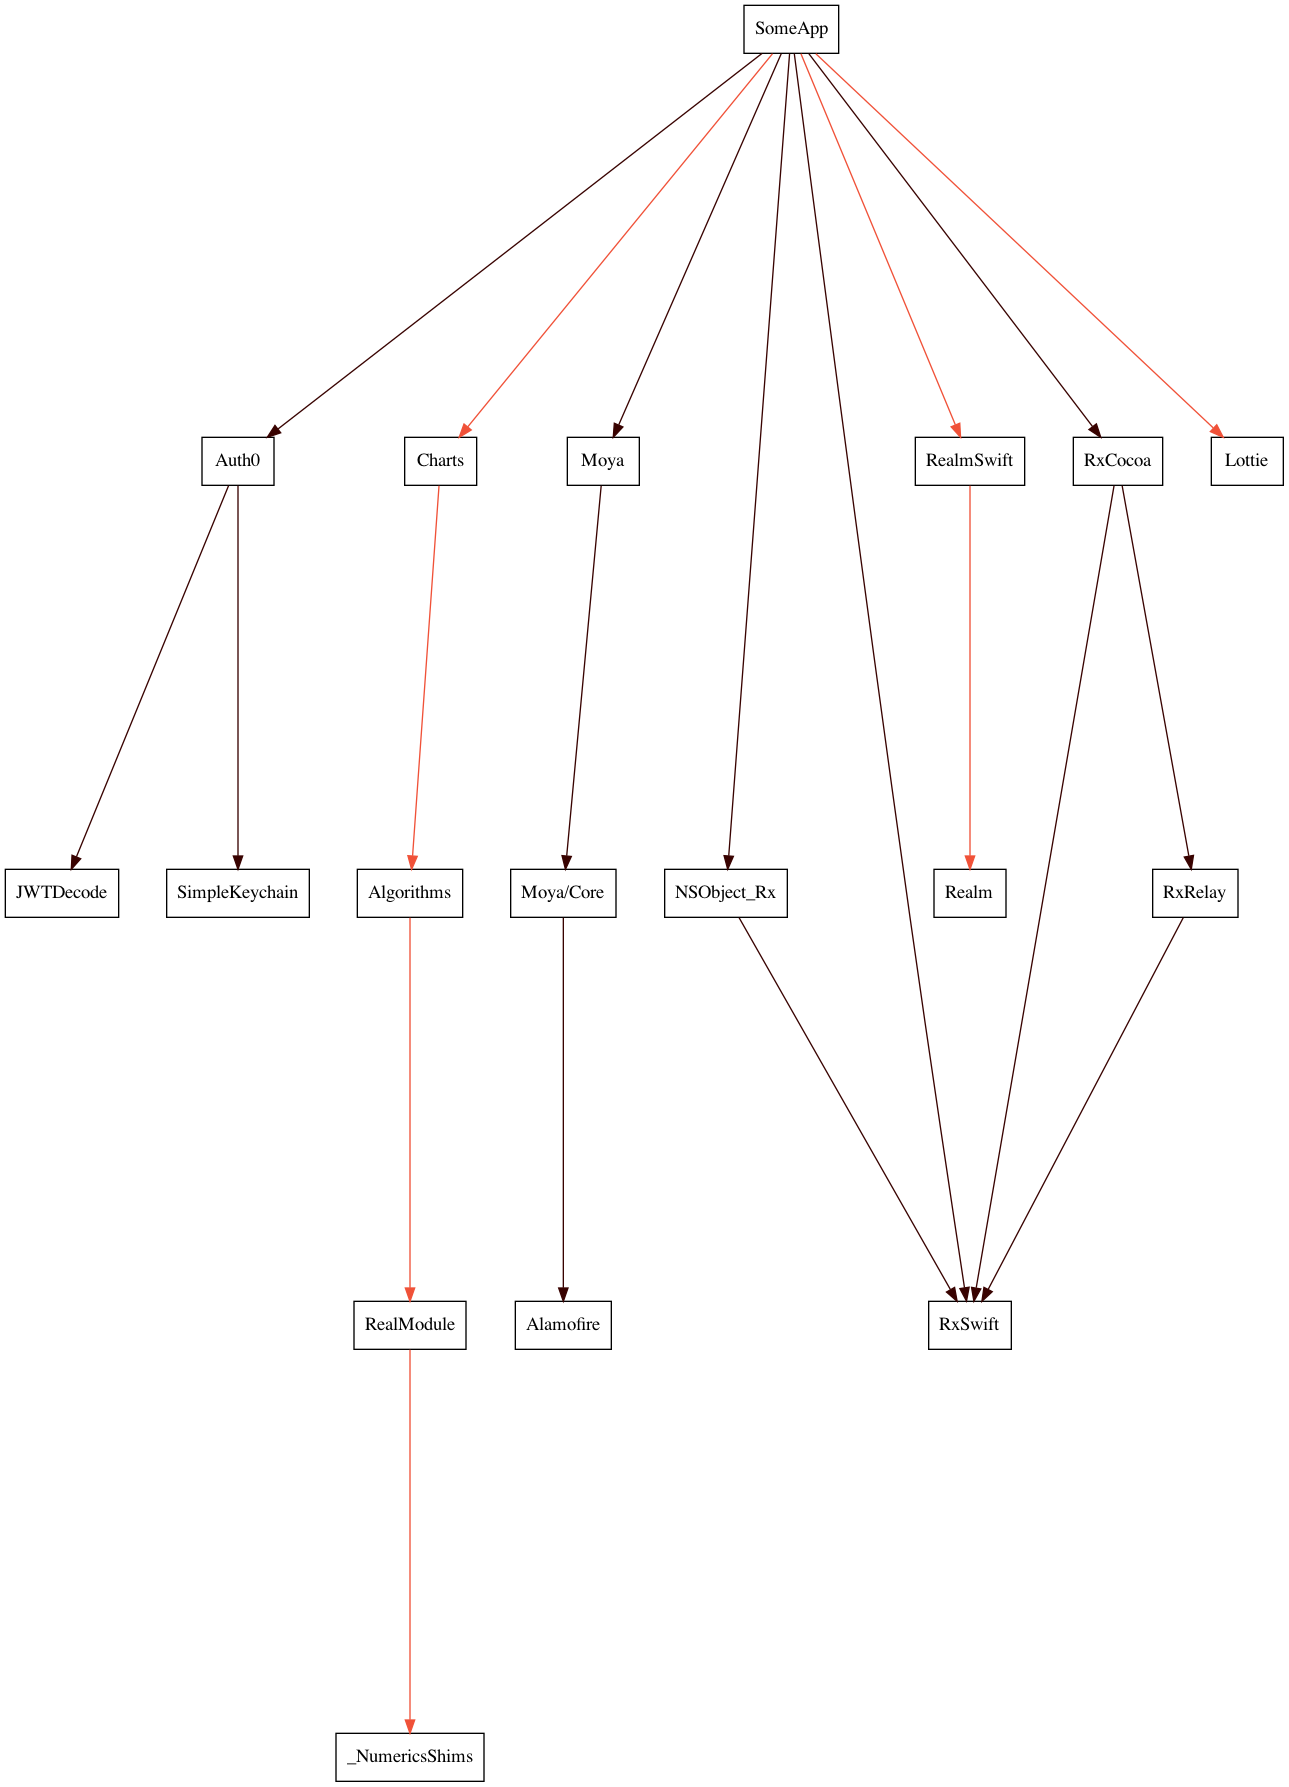 SomeApp
Auth0
Charts
Moya
RealmSwift
RxCocoa
Lottie
JWTDecode
SimpleKeychain
Algorithms
Moya/Core
NSObject_Rx
Realm
RxRelay
RealModule
Alamofire
RxSwift
_NumericsShims